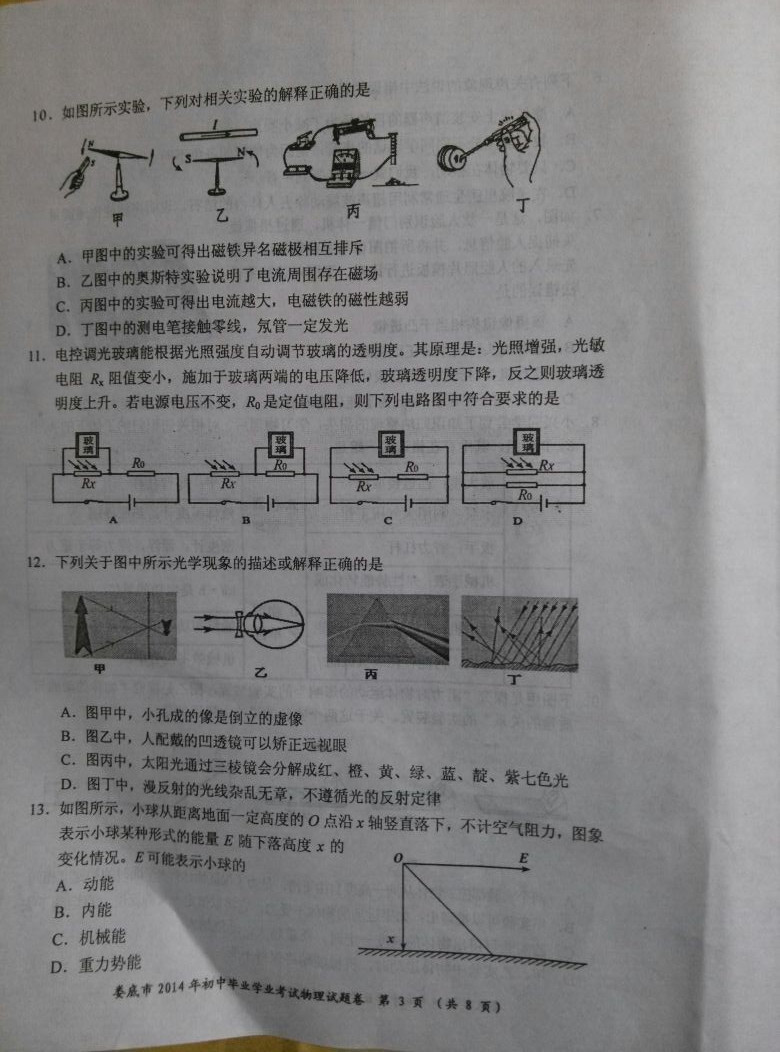 10. 如图所示实验，下列对相关实验的解释正确的是
N
S
I
S
N
甲
乙
丙
丁
A. 甲图中的实验可得出磁铁异名磁极相互排斥
B. 乙图中的奥斯特实验说明了电流周围存在磁场
C. 丙图中的实验可得出电流越大，电磁铁的磁性越弱
D. 丁图中的测电笔接触零线，氖管一定发光
11. 电控调光玻璃能根据光照强度自动调节玻璃的透明度。其原理是：光照增强，光敏
电阻 Rx 阻值变小，施加于玻璃两端的电压降低，玻璃透明度下降，反之则玻璃透
明度上升。若电源电压不变，R0是定值电阻，则下列电路图中符合要求的是
玻璃
Rx
R0
A
玻璃
Rx
R0
B
玻璃
Rx
R0
C
玻璃
Rx
R0
D
12. 下列关于图中所示光学现象的描述或解释正确的是
甲
乙
丙
丁
A. 图甲中，小孔成的像是倒立的虚像
B. 图乙中，人配戴的凹透镜可以矫正远视眼
C. 图丙中，太阳光通过三棱镜会分解成红、橙、黄、绿、蓝、靛、紫七色光
D. 图丁中，漫反射的光线杂乱无章，不遵循光的反射定律
13. 如图所示，小球从距离地面一定高度的 O 点沿 x 轴竖直落下，不计空气阻力，图象
表示小球某种形式的能量 E 随下落高度 x 的
变化情况。E 可能表示小球的
A. 动能
B. 内能
C. 机械能
D. 重力势能
O
E
x
娄底市 2014 年初中毕业学业考试物理试题卷 第 3 页（共 8 页）